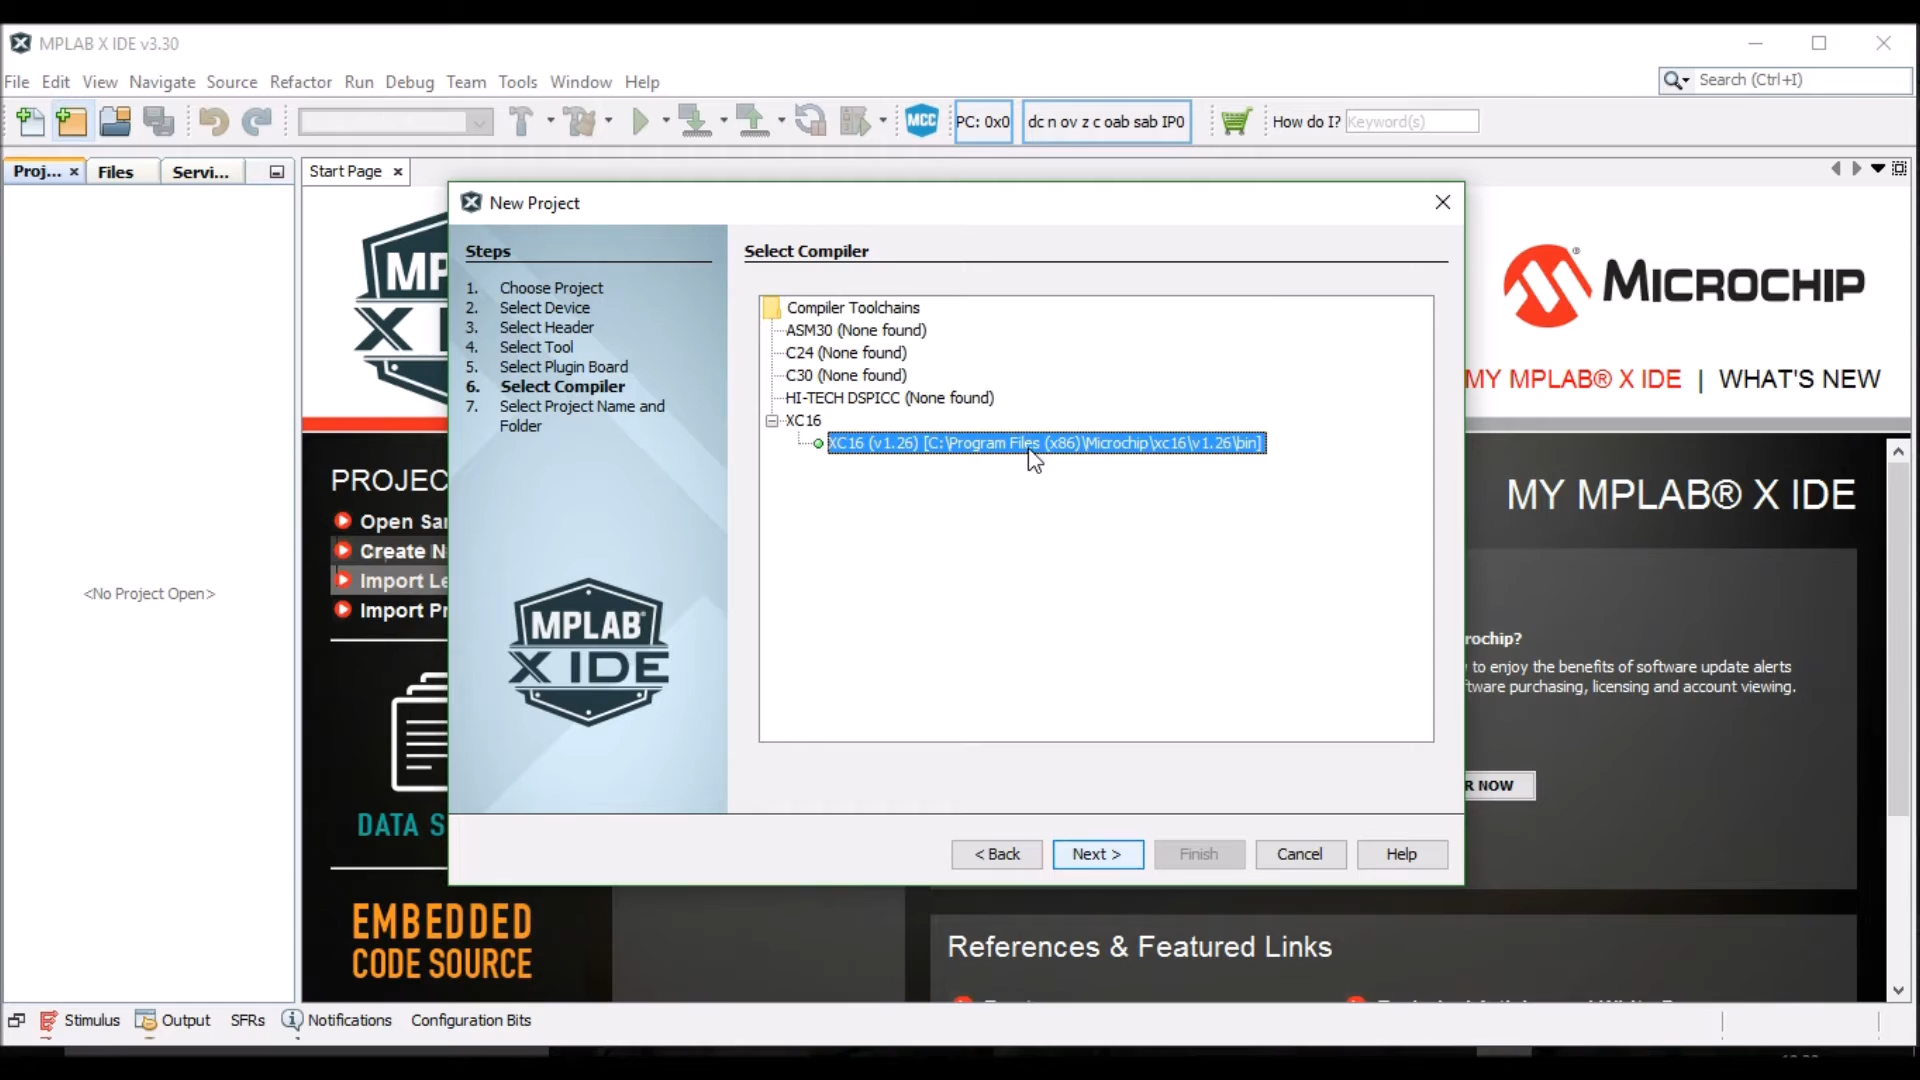 MPLAB X IDE v3.30
File Edit View Navigate Source Refactor Run Debug Team Tools Window Help
Search (Ctrl+I)
MCC
PC: 0x0
dc n ov z c oab sab IP0
How do I?
Keyword(s)
Proj...
Files
Servi...
Start Page
<No Project Open>
New Project
Steps
1. Choose Project
2. Select Device
3. Select Header
4. Select Tool
5. Select Plugin Board
6. Select Compiler
7. Select Project Name and
Folder
MPLAB
X IDE
Select Compiler
Compiler Toolchains
ASM30 (None found)
C24 (None found)
C30 (None found)
HI-TECH DSPICC (None found)
XC16
XC16 (v1.26) [C:\Program Files (x86)\Microchip\xc16\v1.26\bin]
< Back
Next >
Finish
Cancel
Help
MICROCHIP
MY MPLAB® X IDE | WHAT'S NEW
MY MPLAB® X IDE
rochip?
to enjoy the benefits of software update alerts
ftware purchasing, licensing and account viewing.
R NOW
PROJEC
Open Sa
Create N
Import Le
Import Pr
DATA S
EMBEDDED
CODE SOURCE
References & Featured Links
Stimulus
Output
SFRs
Notifications
Configuration Bits